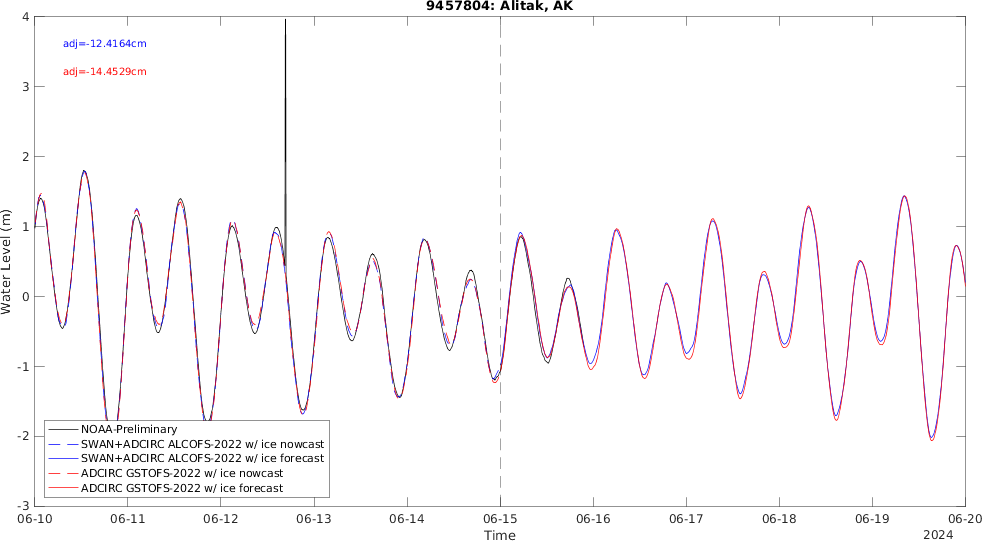 9457804: Alitak, AK
adj=-12.4164cm
adj=-14.4529cm
4
3
2
1
0
-1
-2
-3
Water Level (m)
NOAA-Preliminary
SWAN+ADCIRC ALCOFS-2022 w/ ice nowcast
SWAN+ADCIRC ALCOFS-2022 w/ ice forecast
ADCIRC GSTOFS-2022 w/ ice nowcast
ADCIRC GSTOFS-2022 w/ ice forecast
06-10 06-11 06-12 06-13 06-14 06-15 06-16 06-17 06-18 06-19 06-20
Time
2024